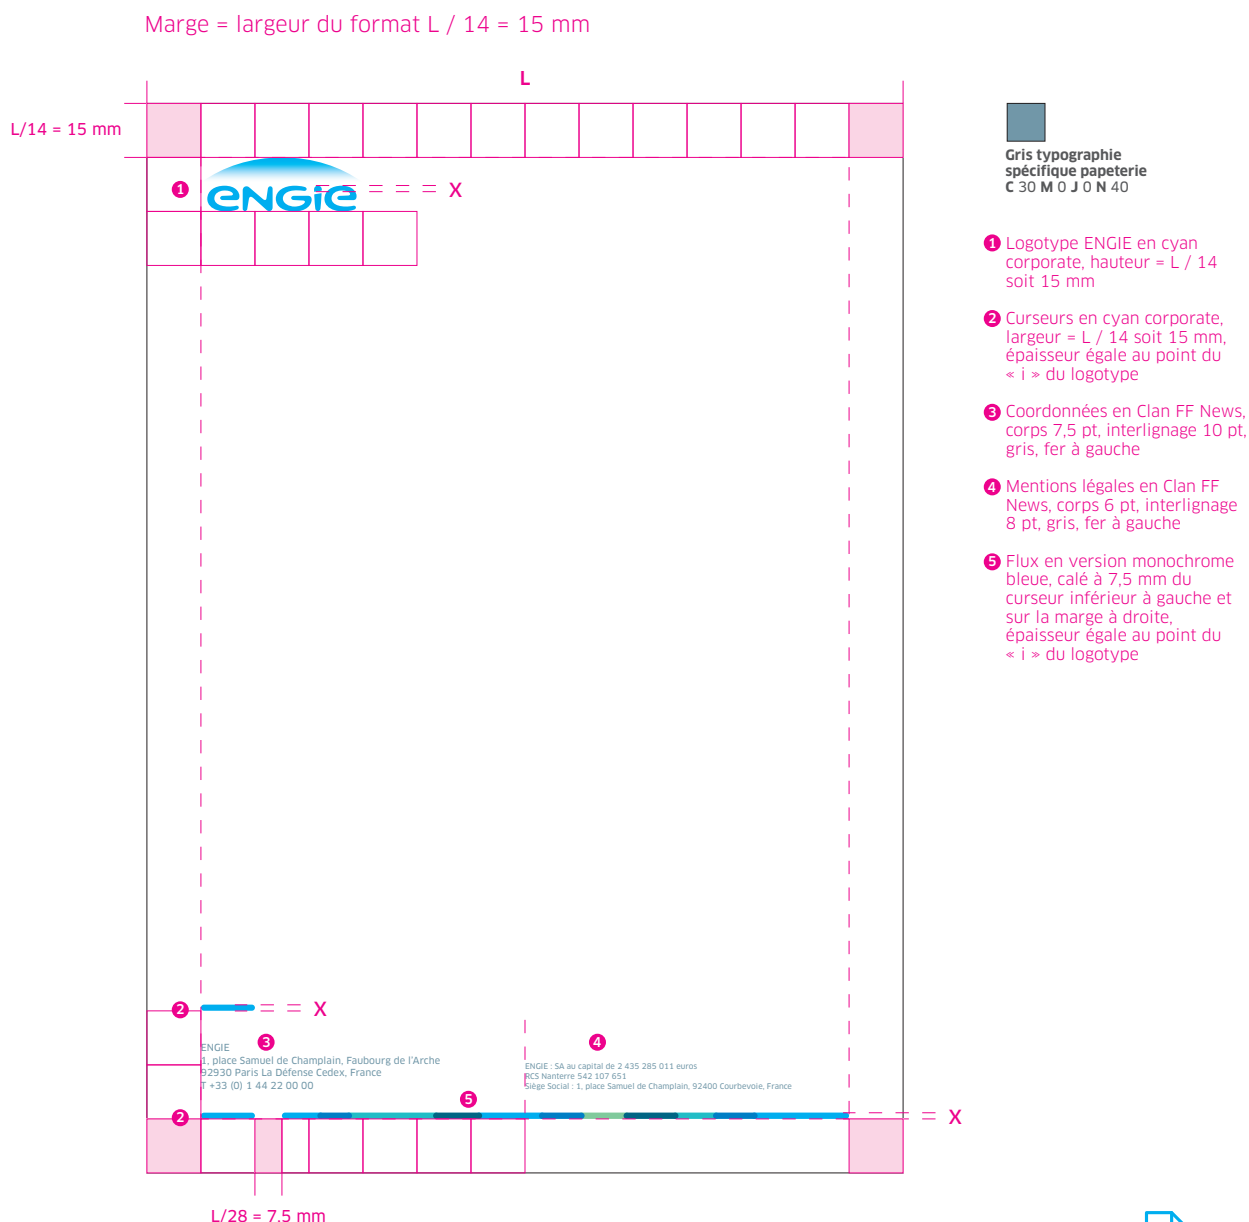 Marge = largeur du format L / 14 = 15 mm
L
L/14 = 15 mm
1
ENGIE
X
Gris typographie
spécifique papeterie
C 30 M 0 J 0 N 40
1 Logotype ENGIE en cyan
corporate, hauteur = L / 14
soit 15 mm
2 Curseurs en cyan corporate,
largeur = L / 14 soit 15 mm,
épaisseur égale au point du
« i » du logotype
3 Coordonnées en Clan FF News,
corps 7,5 pt, interlignage 10 pt,
gris, fer à gauche
4 Mentions légales en Clan FF
News, corps 6 pt, interlignage
8 pt, gris, fer à gauche
5 Flux en version monochrome
bleue, calé à 7,5 mm du
curseur inférieur à gauche et
sur la marge à droite,
épaisseur égale au point du
« i » du logotype
2
X
3
ENGIE
1, place Samuel de Champlain, Faubourg de l'Arche
92930 Paris La Défense Cedex, France
T +33 (0) 1 44 22 00 00
4
ENGIE : SA au capital de 2 435 285 011 euros
RCS Nanterre 542 107 651
Siège Social : 1, place Samuel de Champlain, 92400 Courbevoie, France
5
2
X
L/28 = 7.5 mm